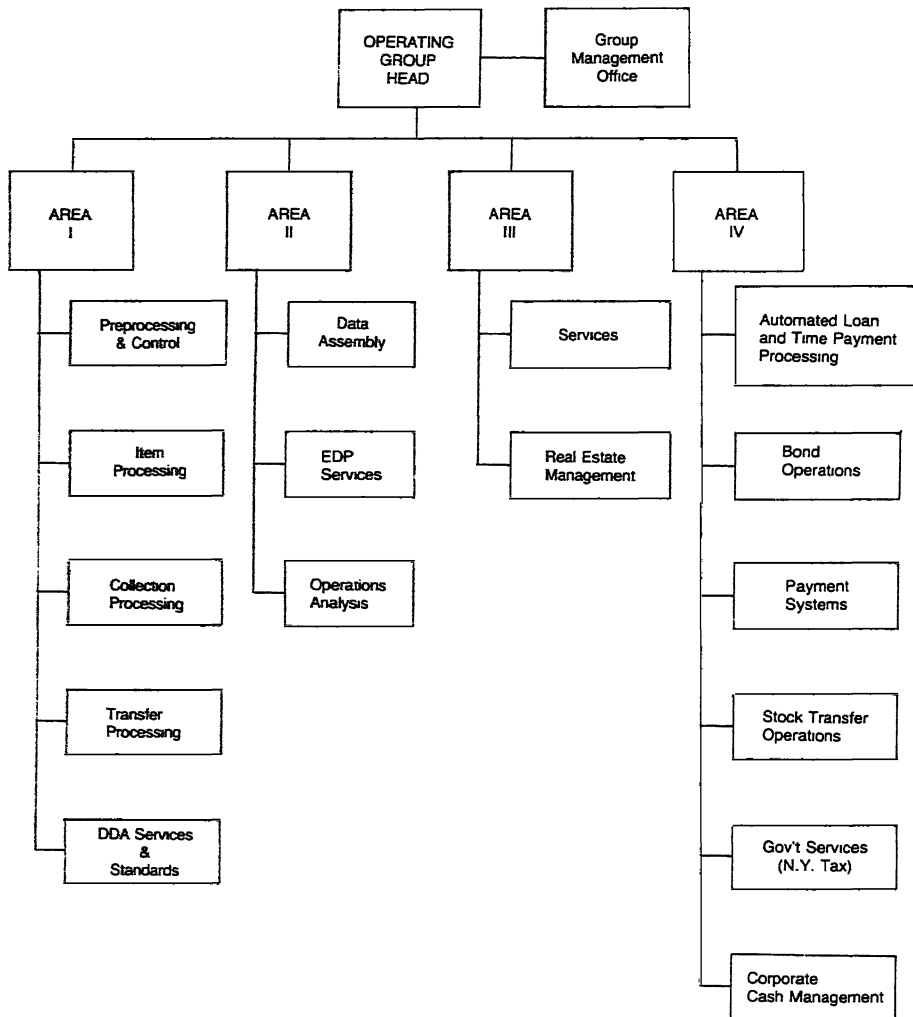 OPERATING
GROUP
HEAD
Group
Management
Office
AREA
I
AREA
II
AREA
III
AREA
IV
Preprocessing
& Control
Item
Processing
Collection
Processing
Transfer
Processing
DDA Services
&
Standards
Data
Assembly
EDP
Services
Operations
Analysis
Services
Real Estate
Management
Automated Loan
and Time Payment
Processing
Bond
Operations
Payment
Systems
Stock Transfer
Operations
Gov't Services
(N.Y. Tax)
Corporate
Cash Management